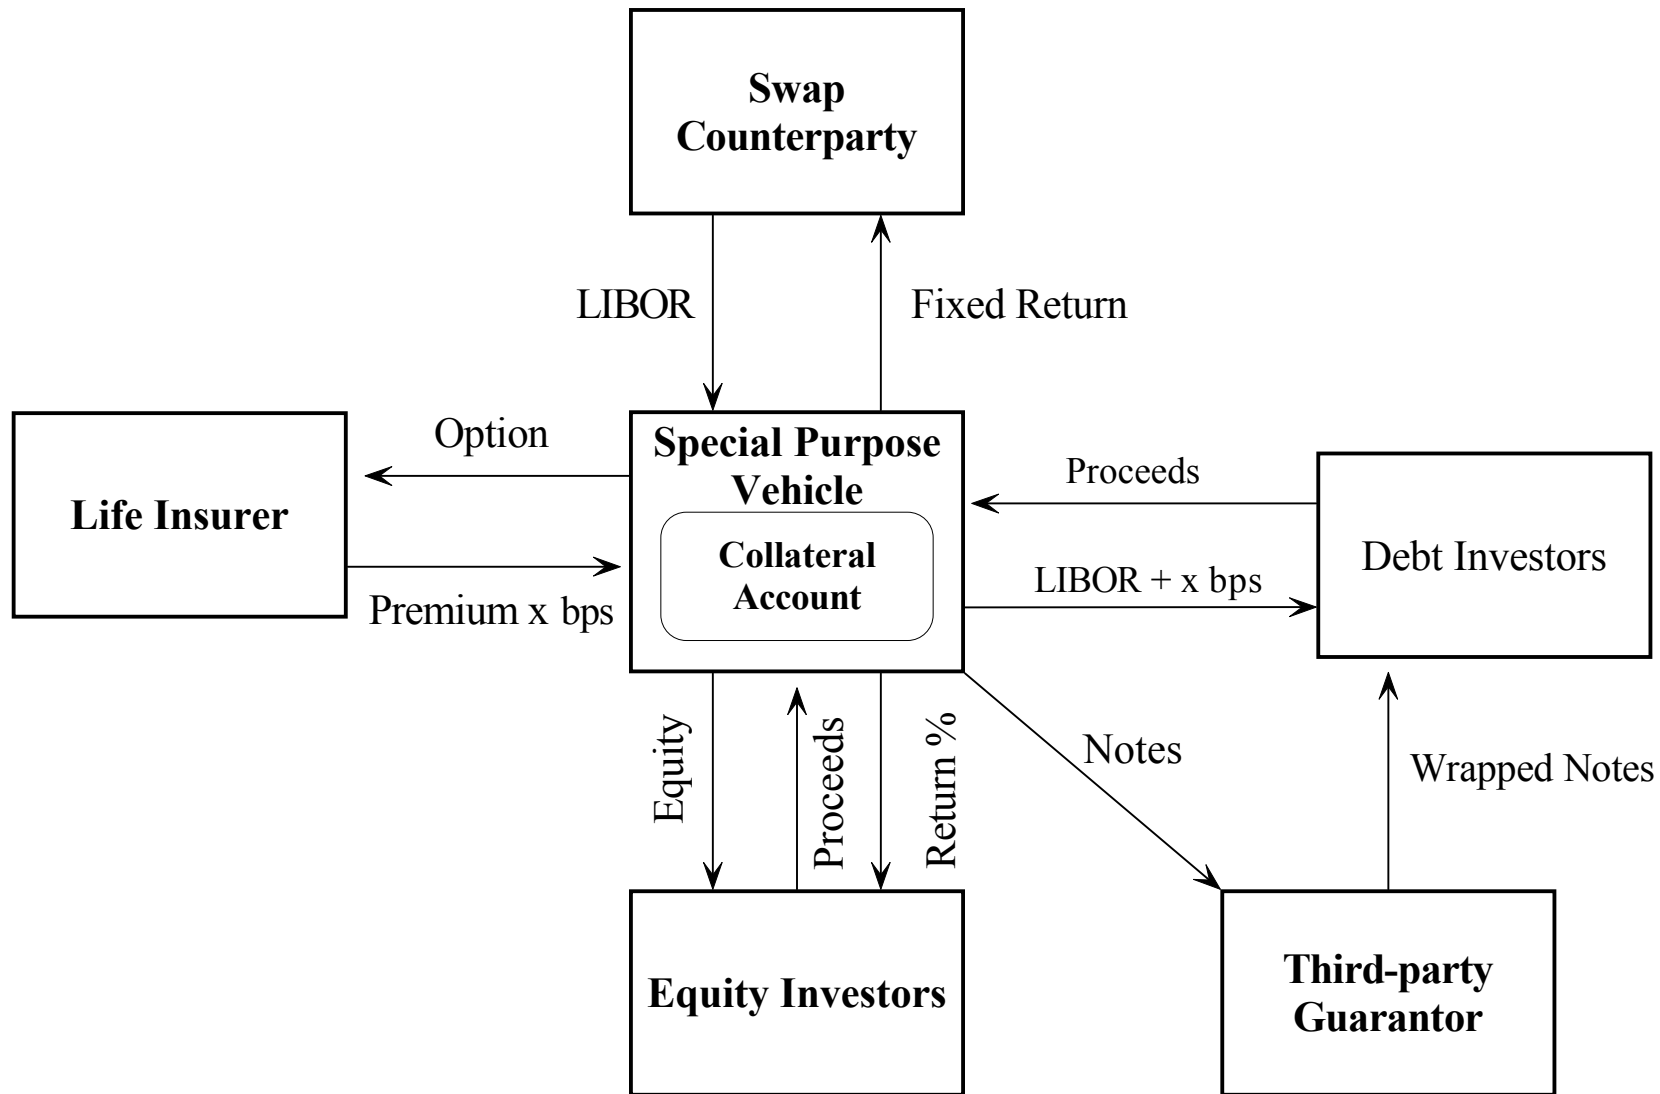 Swap
Counterparty
LIBOR
Fixed Return
Option
Special Purpose
Vehicle
Proceeds
Life Insurer
Collateral
Account
Debt Investors
LIBOR + x bps
Premium x bps
Equity
Proceeds
Return %
Notes
Wrapped Notes
Equity Investors
Third-party
Guarantor